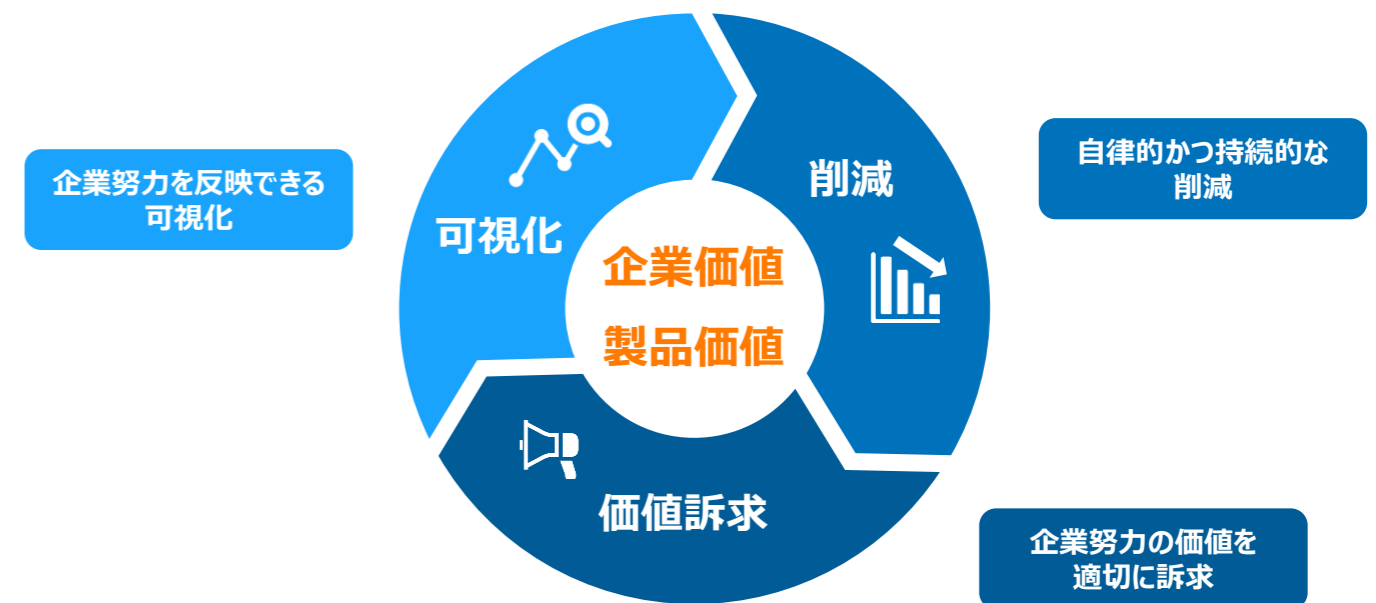 企業努力を反映できる
可視化
可視化
削減
自律的かつ持続的な
削減
企業価値
製品価値
価値訴求
企業努力の価値を
適切に訴求